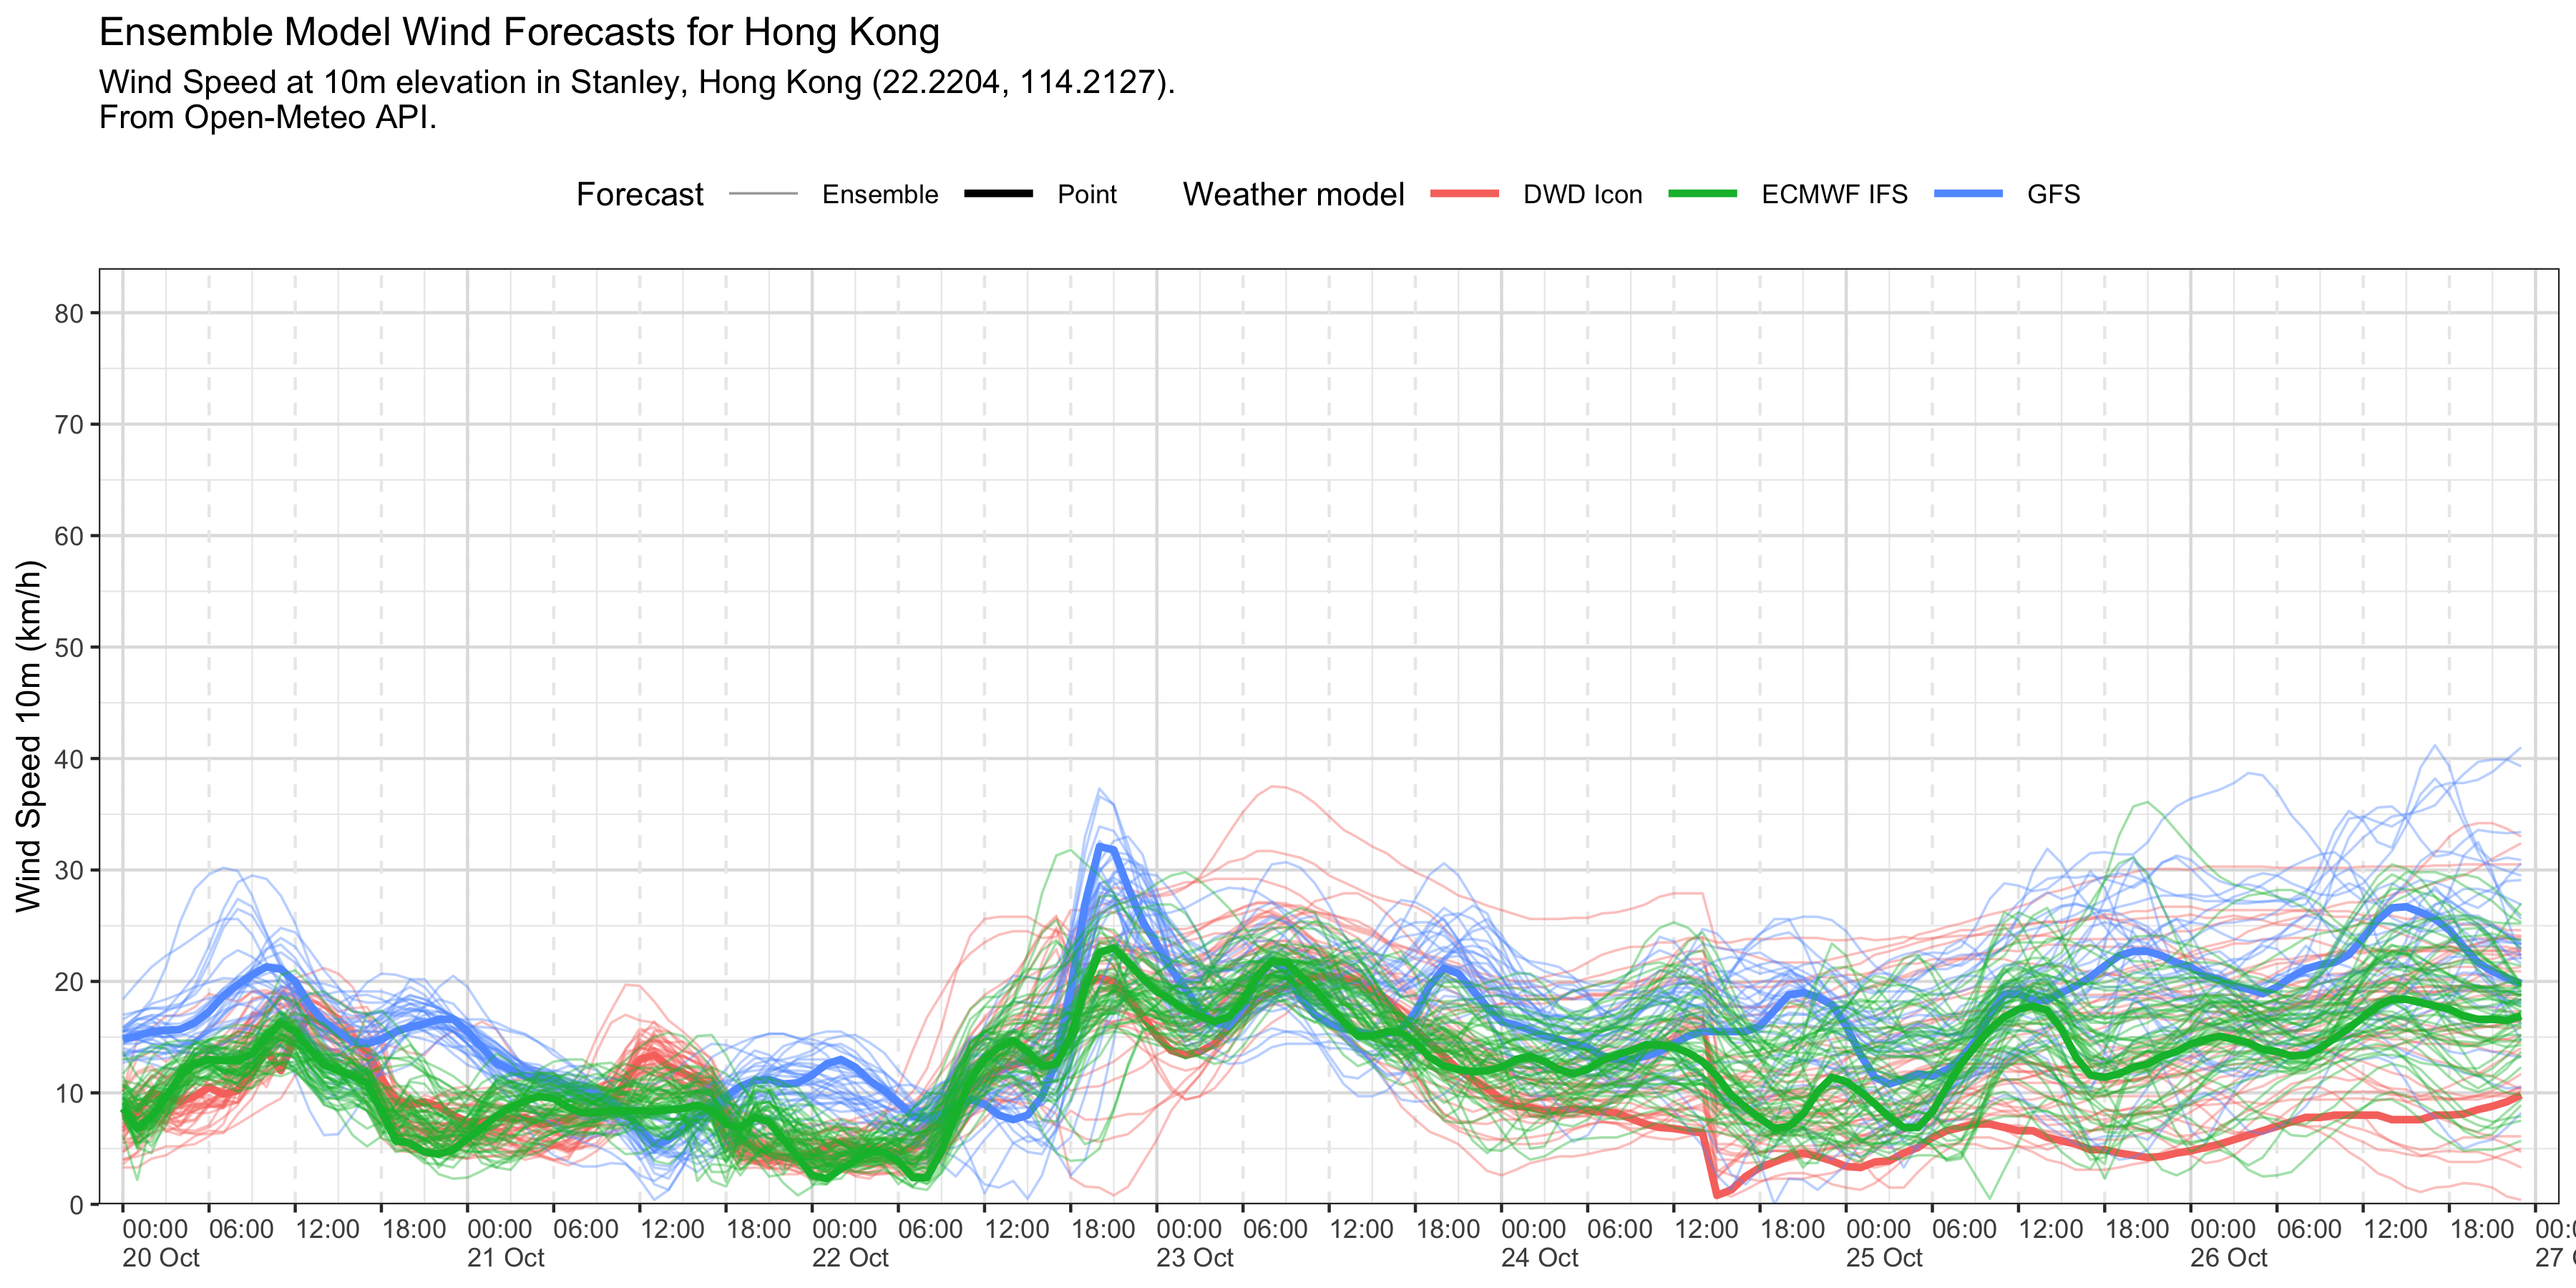 Ensemble Model Wind Forecasts for Hong Kong
Wind Speed at 10m elevation in Stanley, Hong Kong (22.2204, 114.2127).
From Open-Meteo API.
Forecast Ensemble Point Weather model DWD Icon ECMWF IFS GFS
Wind Speed 10m (km/h)
80
70
60
50
40
30
20
10
0
00:00 06:00 12:00 18:00 00:00 06:00 12:00 18:00 00:00 06:00 12:00 18:00 00:00 06:00 12:00 18:00 00:00 06:00 12:00 18:00 00:00 06:00 12:00 18:00 00:00 06:00 12:00 18:00
20 Oct 21 Oct 22 Oct 23 Oct 24 Oct 25 Oct 26 Oct 27